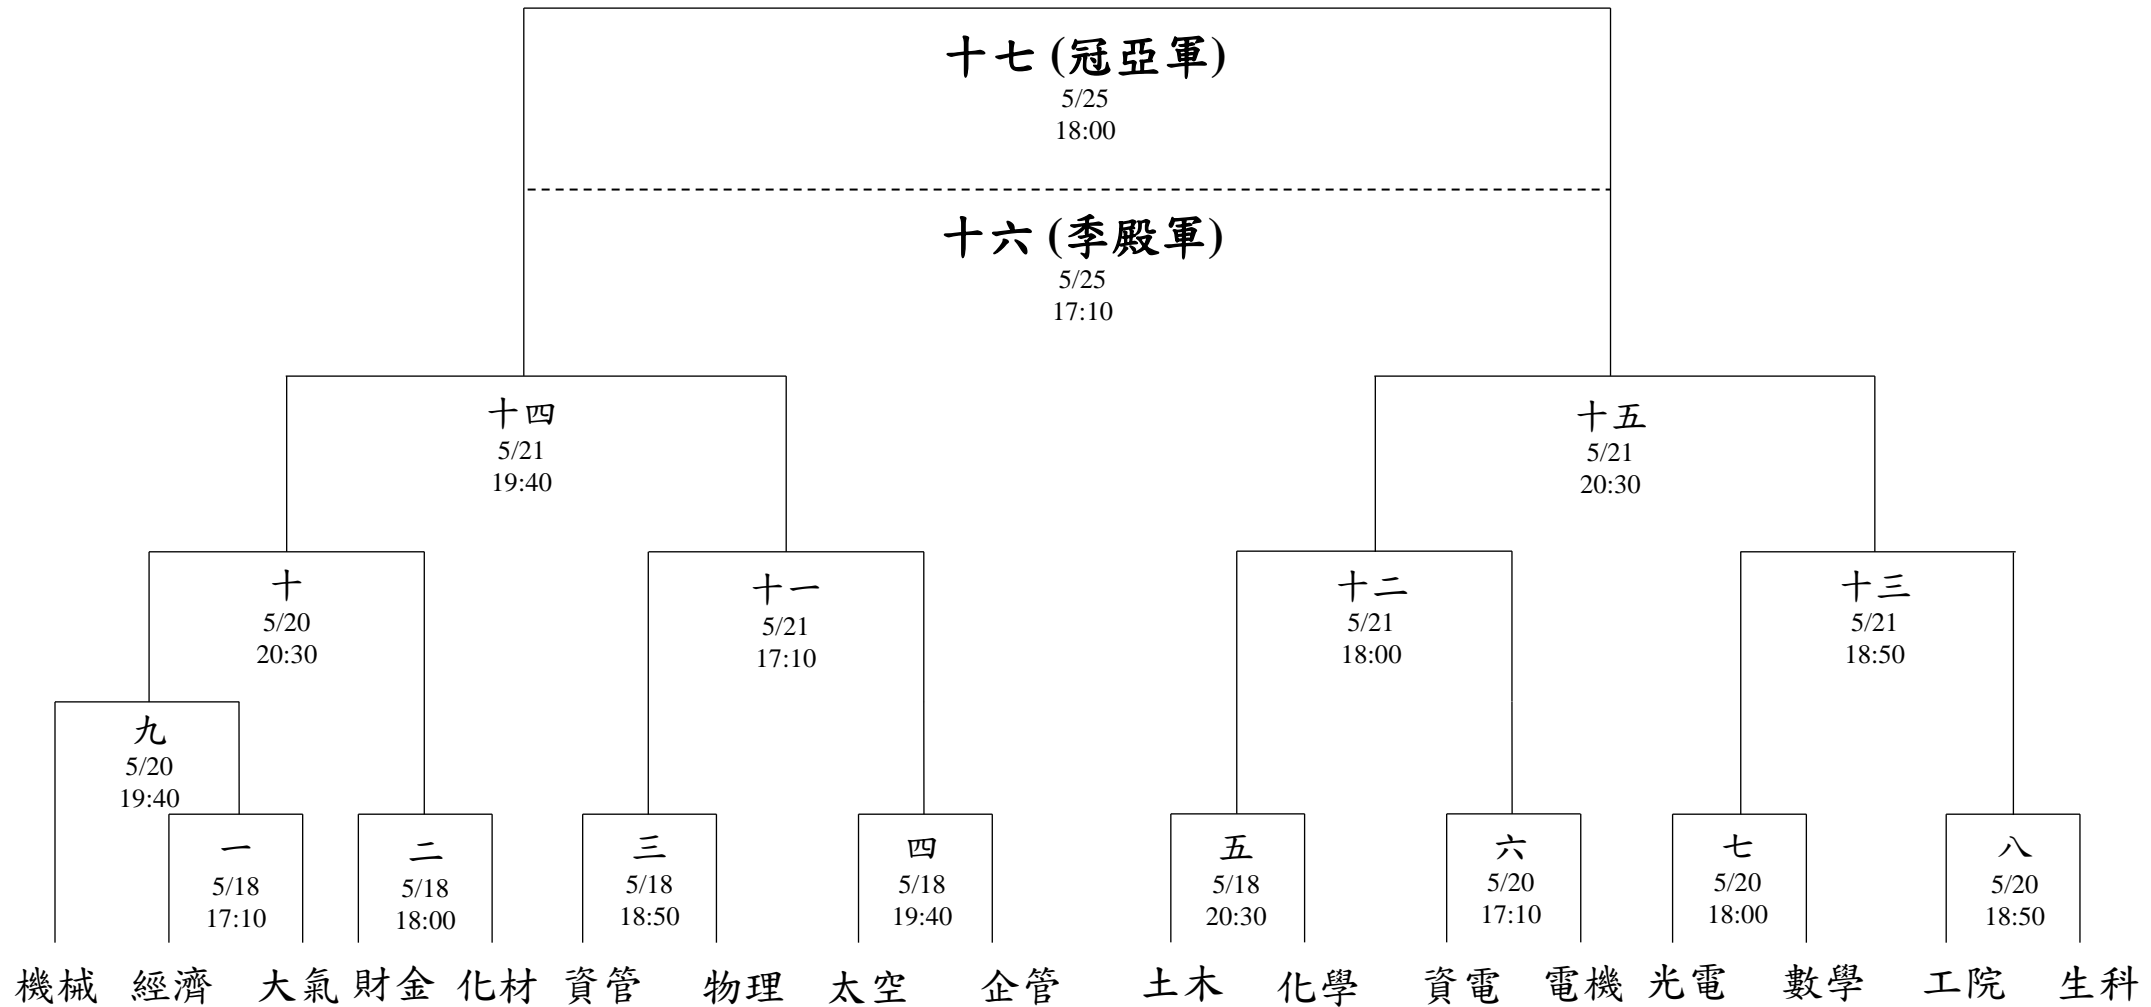 十七 (冠亞軍)
5/25
18:00
十六 (季殿軍)
5/25
17:10
十四
5/21
19:40
十五
5/21
20:30
十
5/20
20:30
十一
5/21
17:10
十二
5/21
18:00
十三
5/21
18:50
九
5/20
19:40
一
5/18
17:10
二
5/18
18:00
三
5/18
18:50
四
5/18
19:40
五
5/18
20:30
六
5/20
17:10
七
5/20
18:00
八
5/20
18:50
機械 經濟 大氣 財金 化材 資管 物理 太空 企管 土木 化學 資電 電機 光電 數學 工院 生科